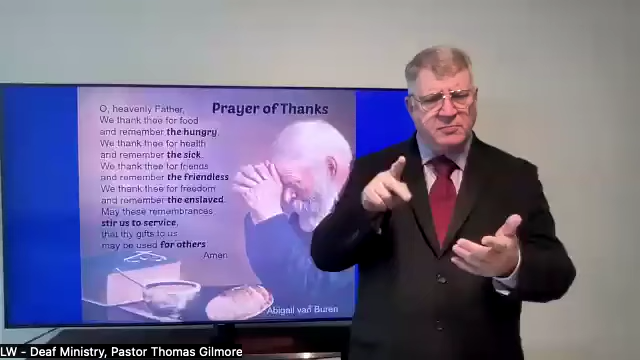 Prayer of Thanks
O, heavenly Father,
We thank thee for food
and remember the hungry.
We thank thee for health
and remember the sick.
We thank thee for friends
and remember the friendless
We thank thee for freedom
and remember the enslaved.
May these remembrances
stir us to service,
that thy gifts to us
may be used for others
Amen
Abigail van Buren
LW - Deaf Ministry, Pastor Thomas Gilmore